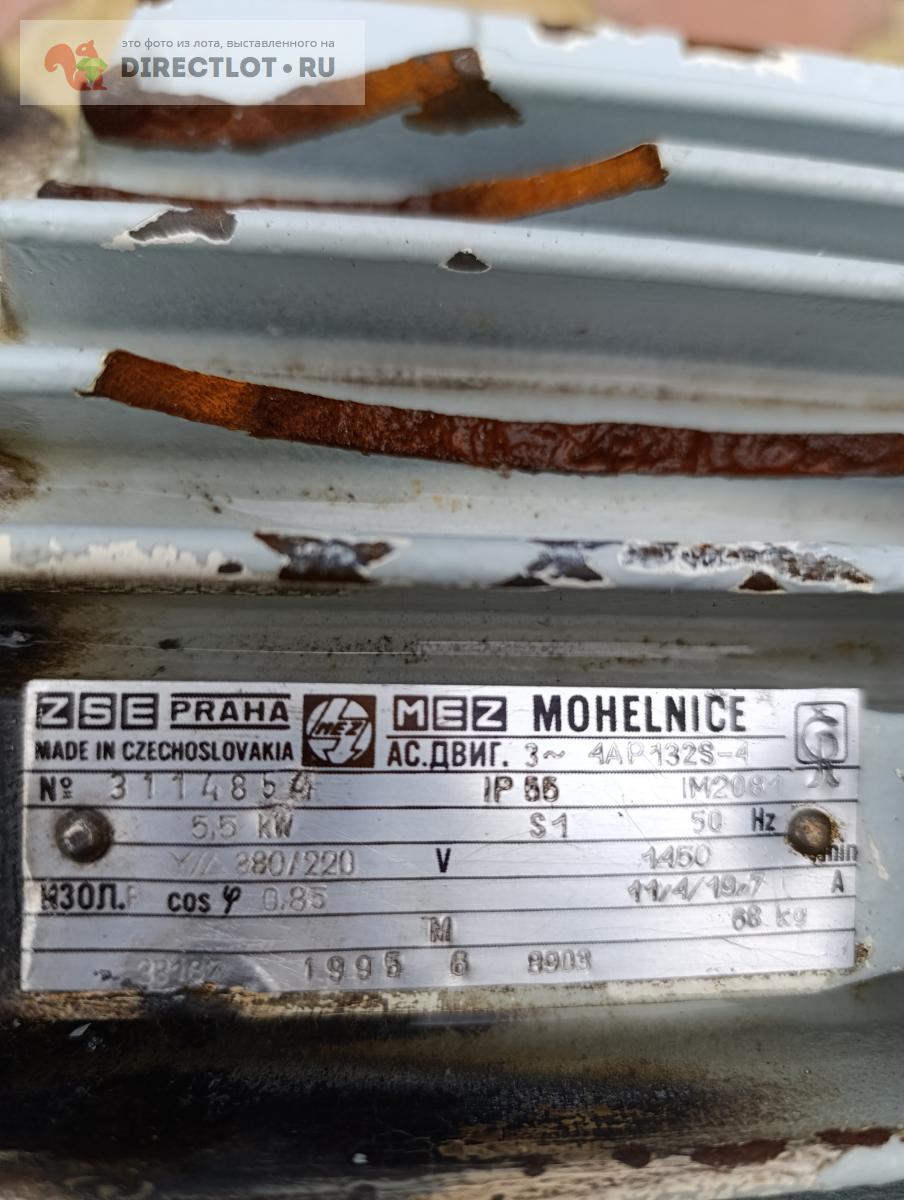 это фото из лота, выставленного на
DIRECTLOT.RU
ZSE PRAHA MEZ MEZ MOHELNICE
MADE IN CZECHOSLOVAKIA АС.ДВИГ. 3~ 4AP132S-4
№ 3114854 IP 55 IM2081
5,5 KW S1 50 Hz
Y/ 380/220 V 1450 /min
ИЗОЛ.F cos φ 0.85 11,4/19,7 A
M 68 kg
1995 6 8903